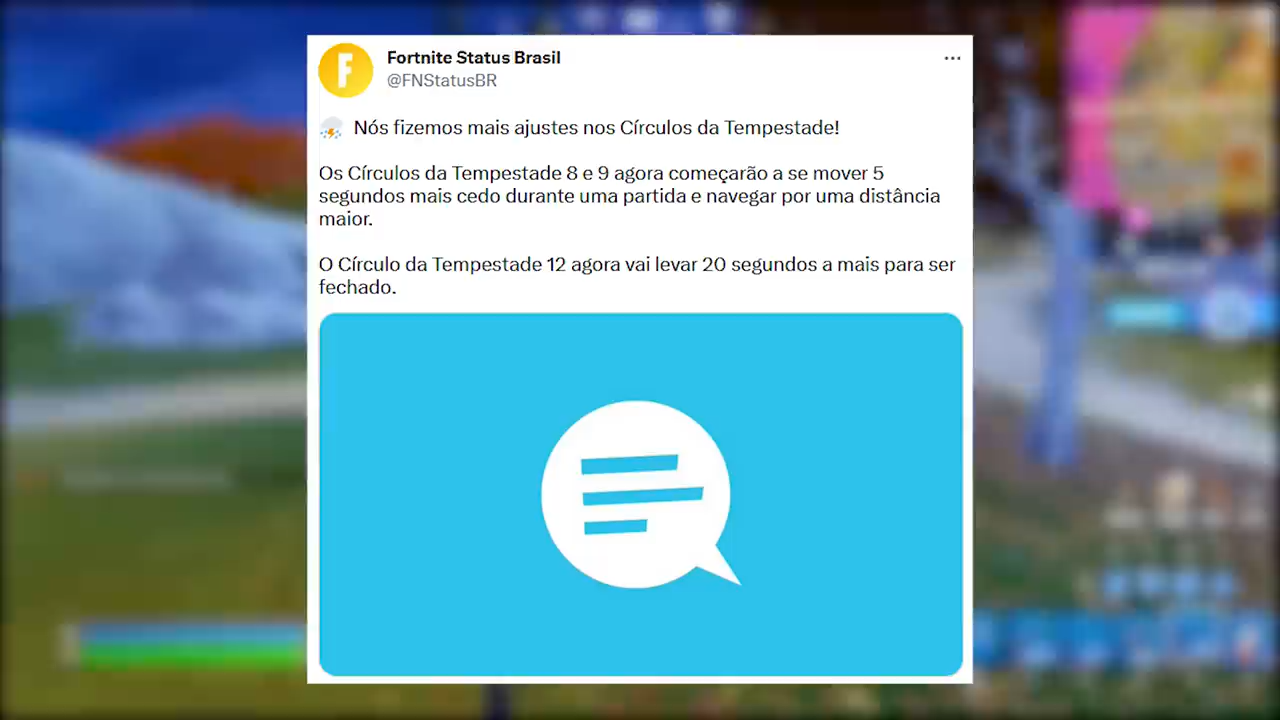 F
Fortnite Status Brasil
@FNStatusBR
Nós fizemos mais ajustes nos Círculos da Tempestade!
Os Círculos da Tempestade 8 e 9 agora começarão a se mover 5
segundos mais cedo durante uma partida e navegar por uma distância
maior.
O Círculo da Tempestade 12 agora vai levar 20 segundos a mais para ser
fechado.